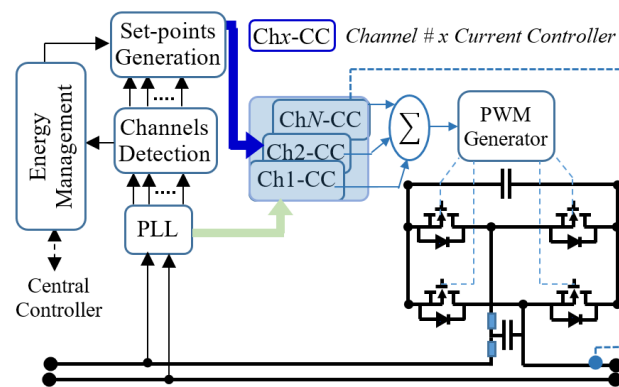 Set-points
Generation
Chx-CC
Channel # x Current Controller
Energy
Management
Channels
Detection
....
....
ChN-CC
Ch2-CC
Ch1-CC
∑
PWM
Generator
PLL
Central
Controller